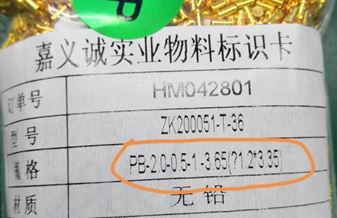 P
嘉义诚实业物料标识卡
订单号 HM042801
型号 ZK200051-T-36
规格 PB-2.0-0.5-1-3.65(?1.2*3.35)
材质 无铅